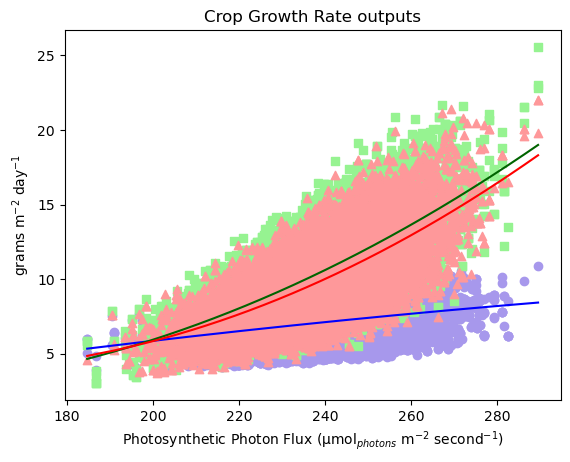 Crop Growth Rate outputs
25
20
15
10
5
grams m⁻² day⁻¹
180 200 220 240 260 280
Photosynthetic Photon Flux (μmol_photons m⁻² second⁻¹)